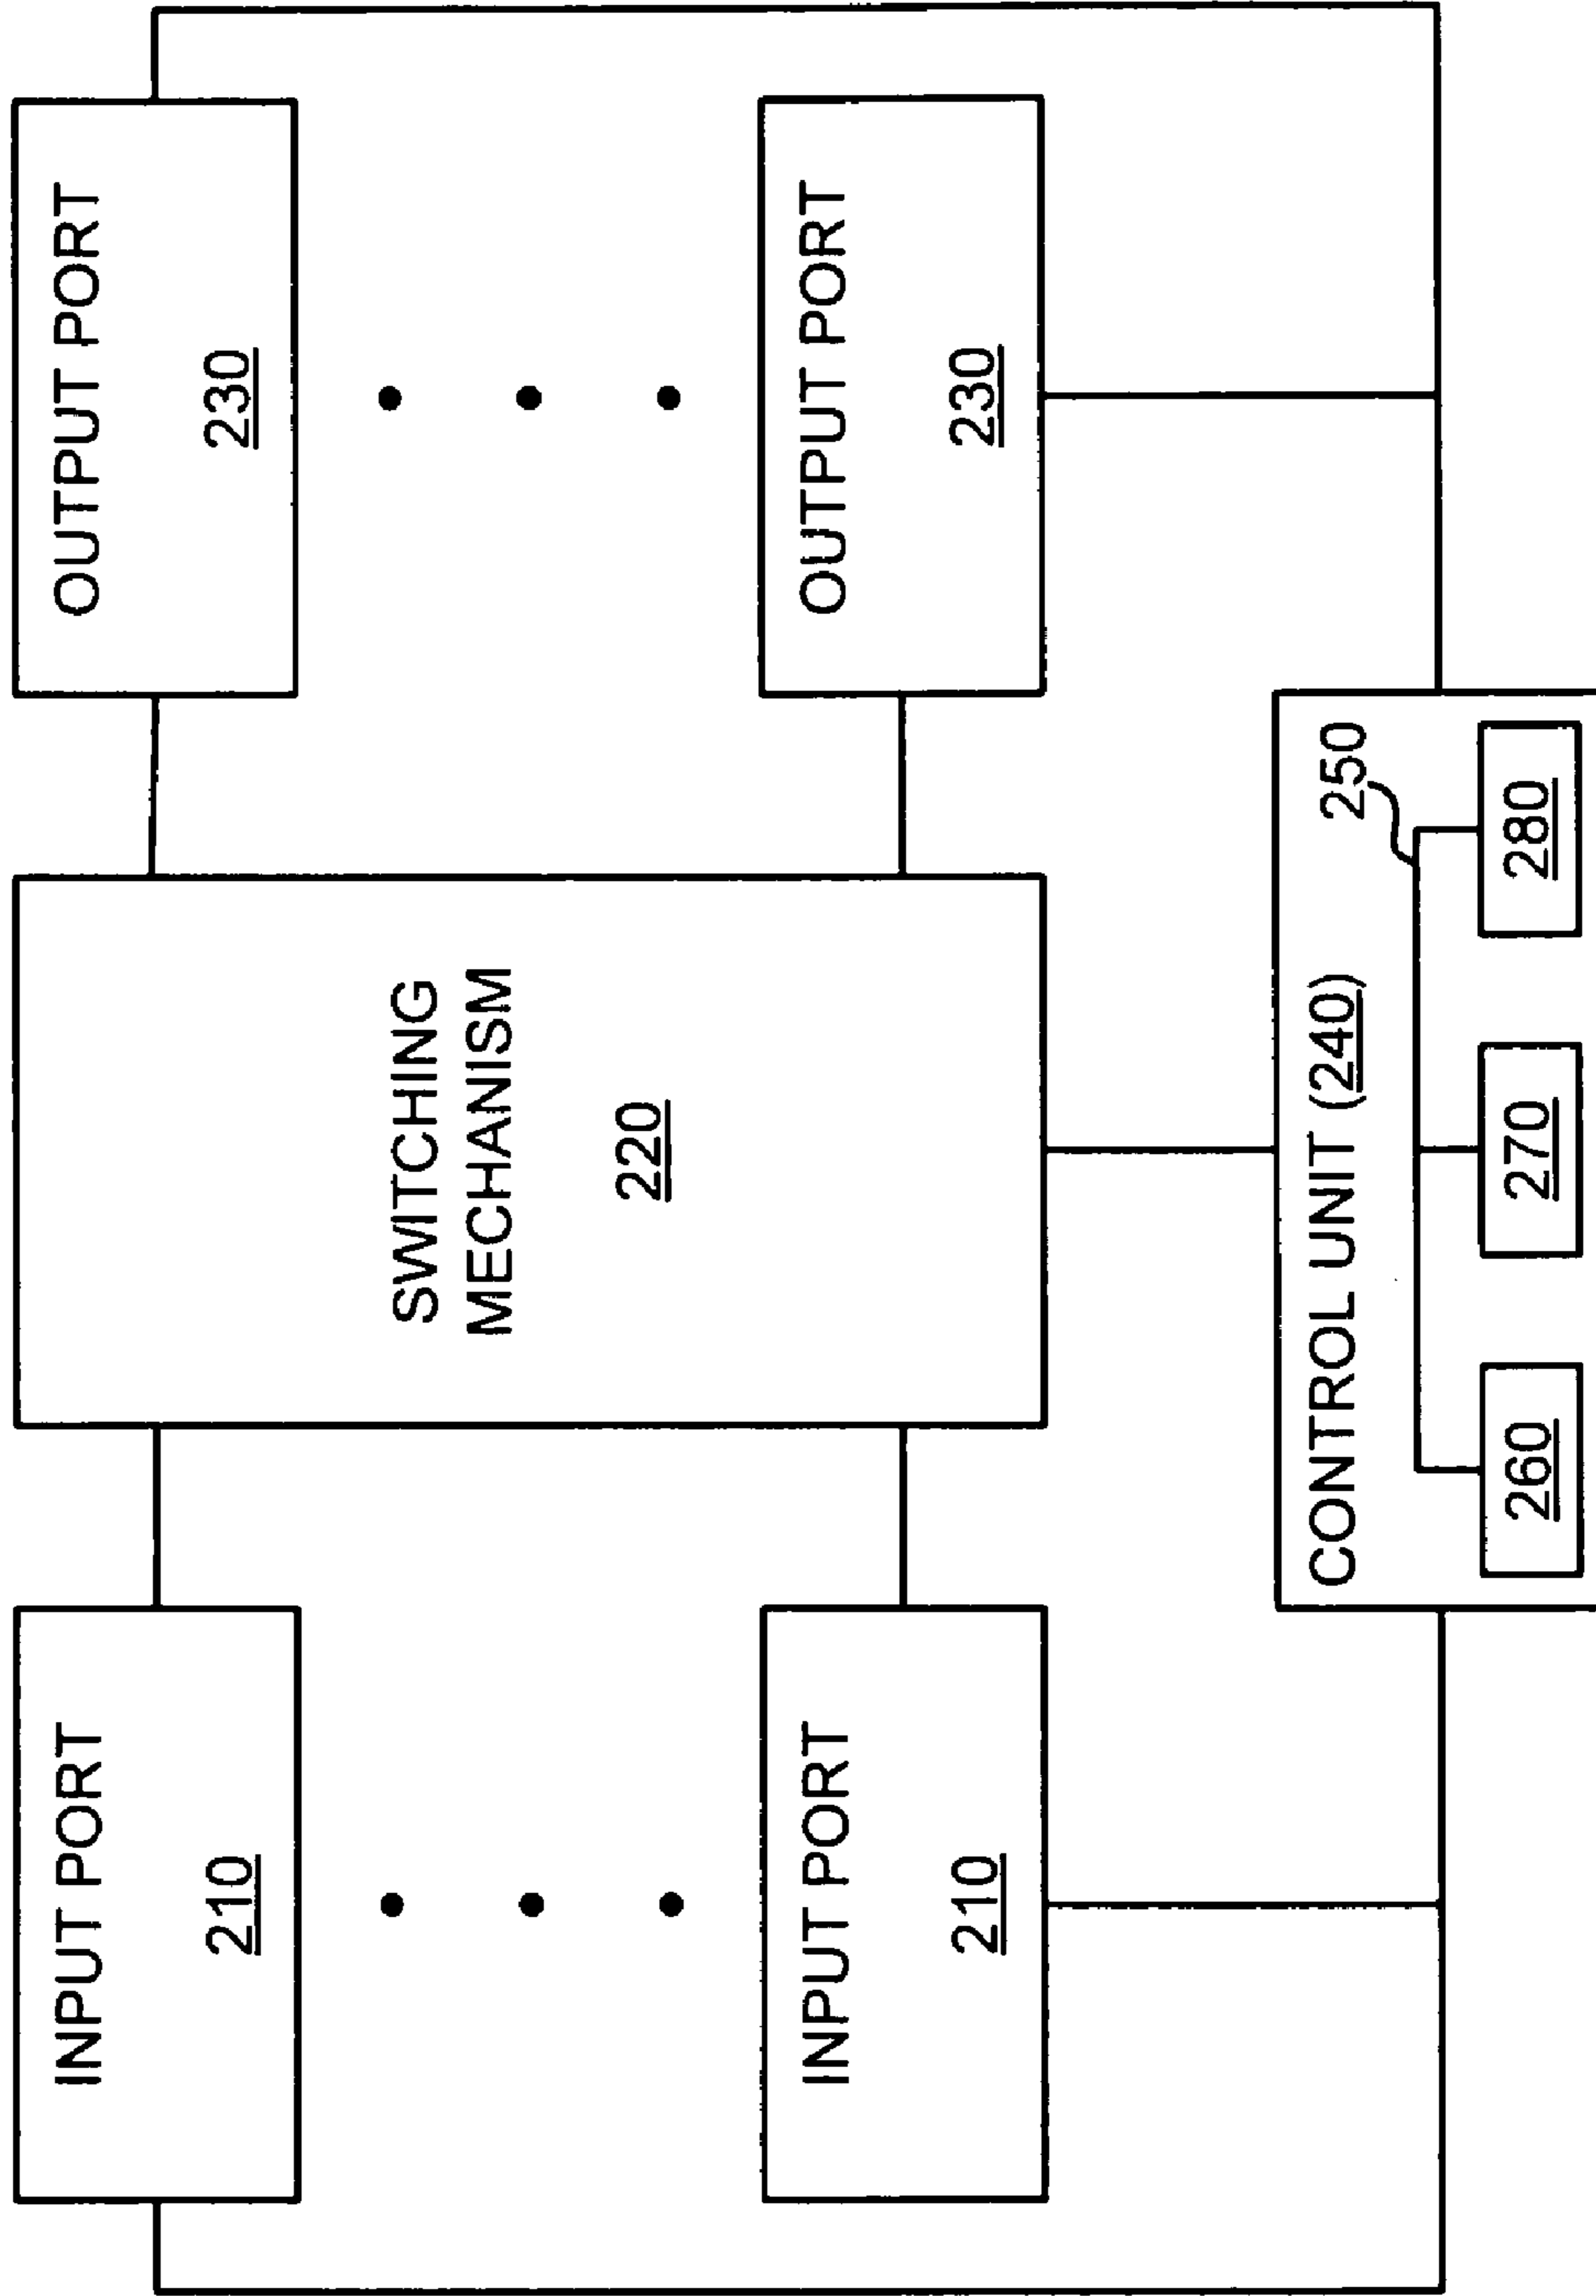 INPUT PORT
210
SWITCHING
MECHANISM
220
OUTPUT PORT
230
INPUT PORT
210
OUTPUT PORT
230
CONTROL UNIT (240)
250
260
270
280